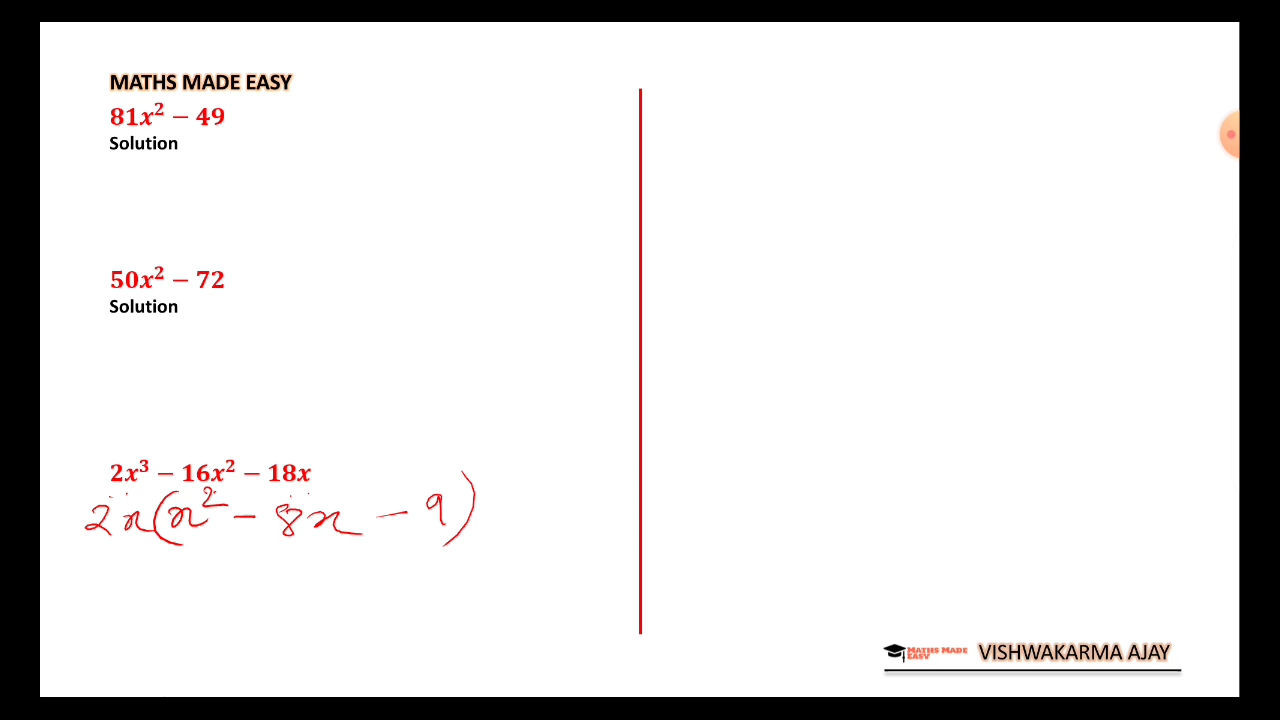 MATHS MADE EASY
81x² − 49
Solution
50x² − 72
Solution
2x³ − 16x² − 18x
2x(x² − 8x − 9)
MATHS MADE EASY
VISHWAKARMA AJAY